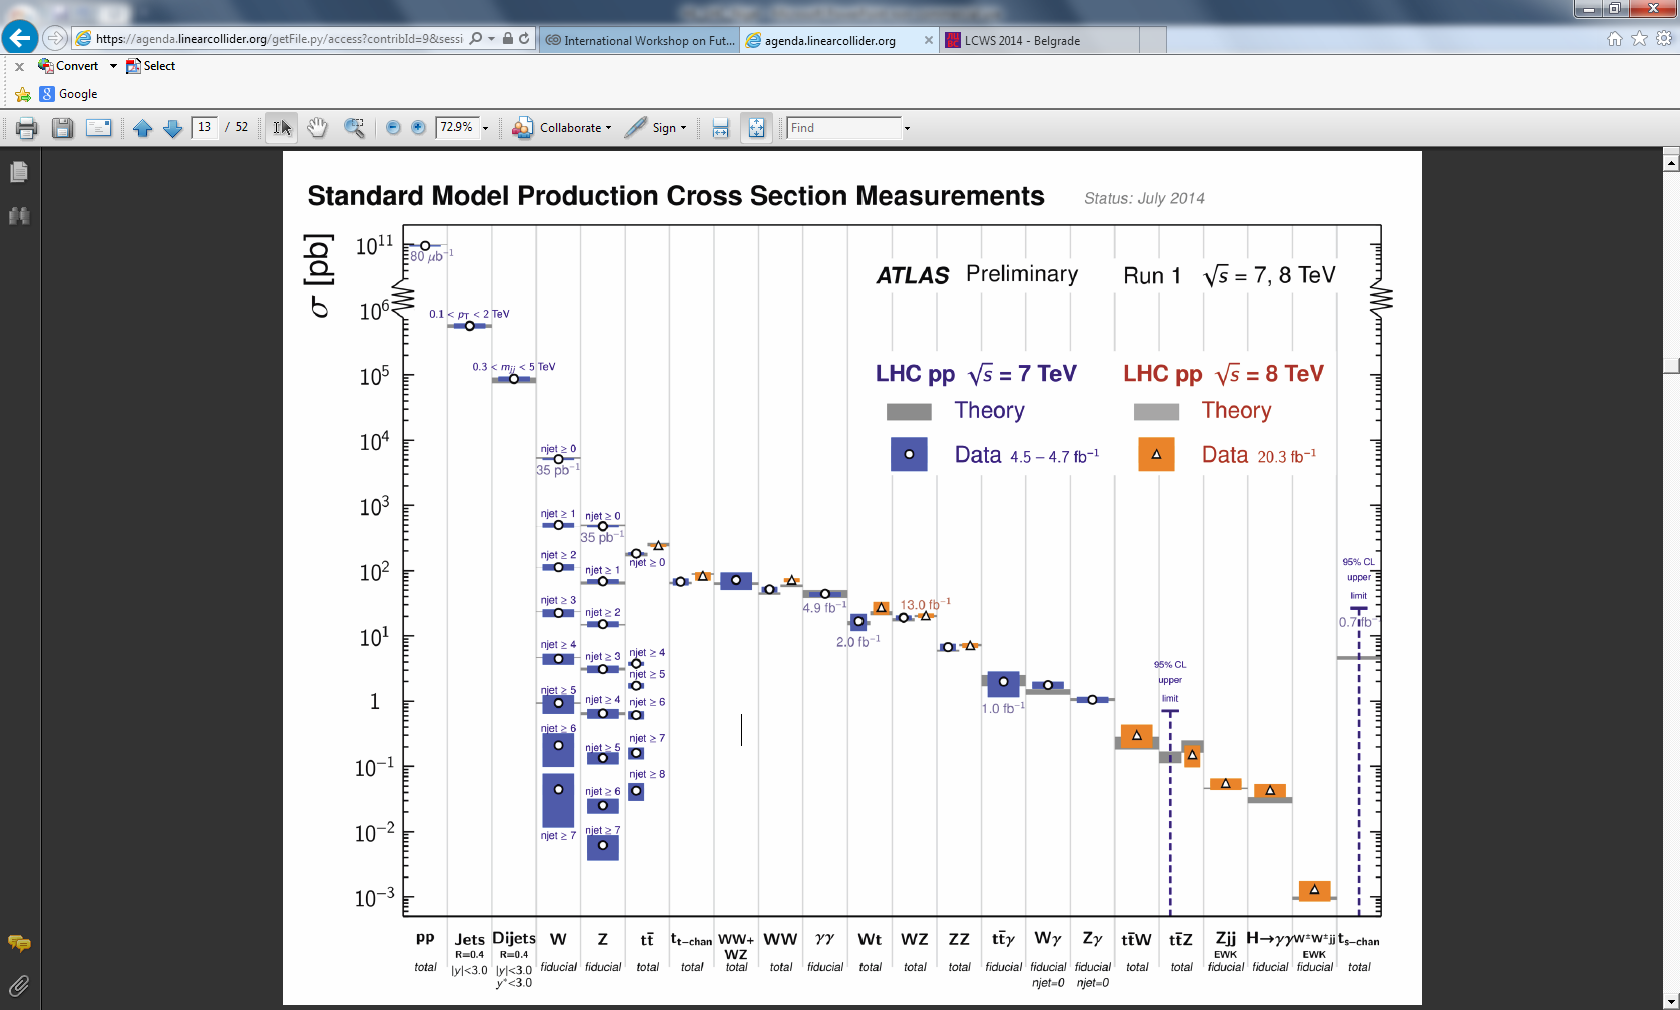 https://agenda.linearcollider.org/getFile.py/access?contribId=9&sessi
International Workshop on Fut...
agenda.linearcollider.org
LCWS 2014 - Belgrade
x Convert Select
Google
13 / 52 72.9% Collaborate Sign Find
Standard Model Production Cross Section Measurements Status: July 2014
σ [pb]
10¹¹
10⁶
10⁵
10⁴
10³
10²
10¹
1
10⁻¹
10⁻²
10⁻³
80 μb⁻¹
0.1 < pT < 2 TeV
0.3 < mjj < 5 TeV
ATLAS Preliminary Run 1 √s = 7, 8 TeV
LHC pp √s = 7 TeV
Theory
Data 4.5 – 4.7 fb⁻¹
LHC pp √s = 8 TeV
Theory
Data 20.3 fb⁻¹
njet ≥ 0
35 pb⁻¹
njet ≥ 1
njet ≥ 2
njet ≥ 3
njet ≥ 4
njet ≥ 5
njet ≥ 6
njet ≥ 7
njet ≥ 0
35 pb⁻¹
njet ≥ 1
njet ≥ 2
njet ≥ 3
njet ≥ 4
njet ≥ 5
njet ≥ 6
njet ≥ 7
njet ≥ 0
njet ≥ 4
njet ≥ 5
njet ≥ 6
njet ≥ 7
njet ≥ 8
4.9 fb⁻¹
2.0 fb⁻¹
13.0 fb⁻¹
1.0 fb⁻¹
95% CL
upper
limit
95% CL
upper
limit
0.7 fb⁻
pp Jets Dijets W Z tt̄ tt−chan WW+ WW γγ Wt WZ ZZ tt̄γ Wγ Zγ tt̄W tt̄Z Zjj H→γγ W±W±jj ts−chan
R=0.4 R=0.4 WZ EWK EWK
total |y|<3.0 |y|<3.0 fiducial fiducial total total total total fiducial total total total fiducial fiducial fiducial total total fiducial fiducial fiducial total
y*<3.0 njet=0 njet=0